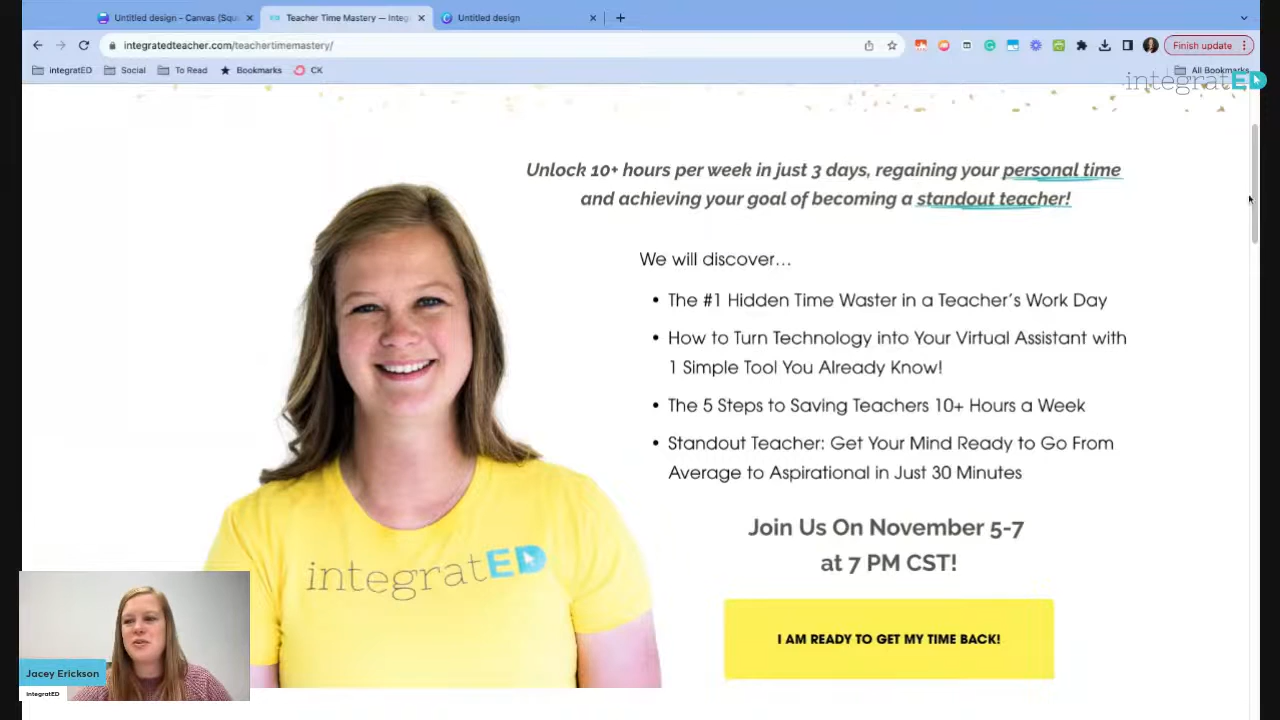 Untitled design - Canvas (Squ
Teacher Time Mastery — Integ
Untitled design
integratedteacher.com/teachertimemastery/
Finish update
integratED
Social
To Read
Bookmarks
CK
All Bookmarks
integratED
Unlock 10+ hours per week in just 3 days, regaining your personal time
and achieving your goal of becoming a standout teacher!
We will discover...
• The #1 Hidden Time Waster in a Teacher's Work Day
• How to Turn Technology into Your Virtual Assistant with
1 Simple Tool You Already Know!
• The 5 Steps to Saving Teachers 10+ Hours a Week
• Standout Teacher: Get Your Mind Ready to Go From
Average to Aspirational in Just 30 Minutes
Join Us On November 5-7
at 7 PM CST!
I AM READY TO GET MY TIME BACK!
integratED
Jacey Erickson
IntegratED